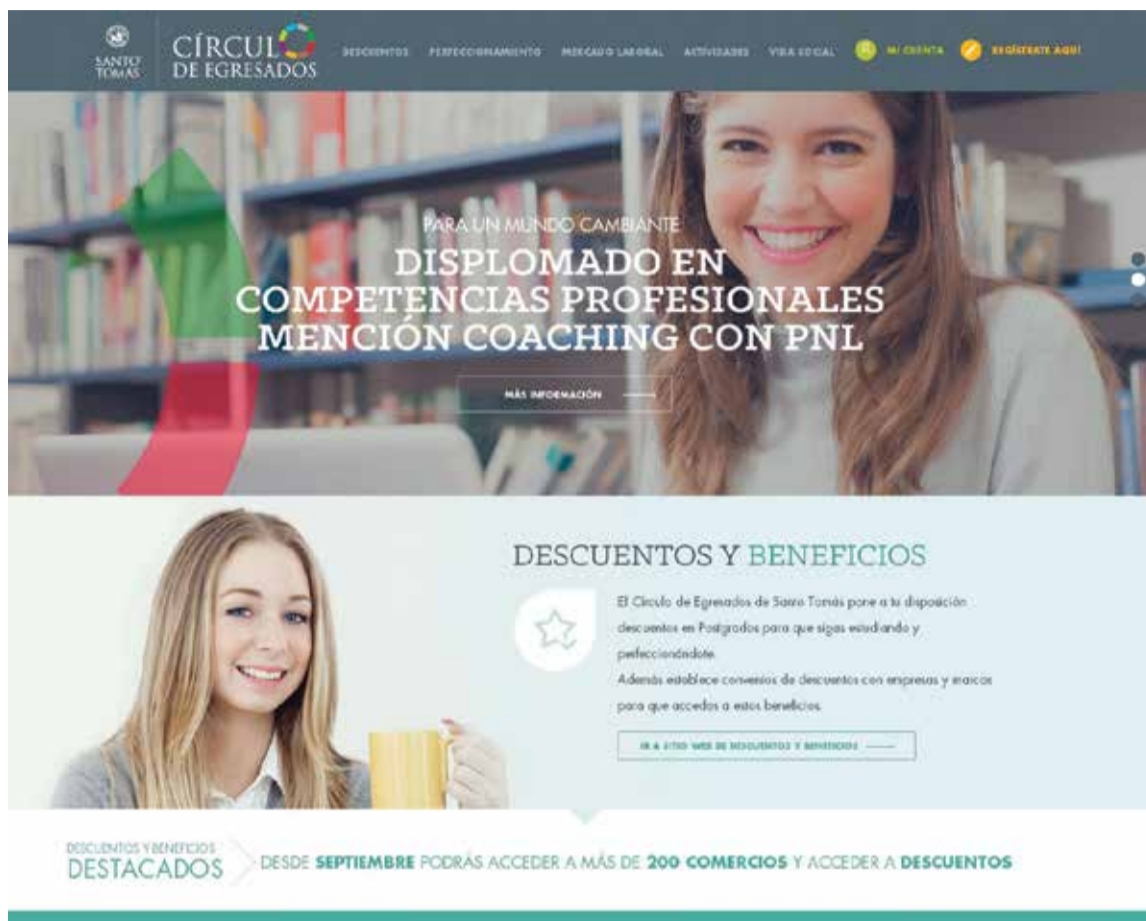 SANTO
TOMÁS
CÍRCULO
DE EGRESADOS
DESCUENTOS PERFECCIONAMIENTO MERCADO LABORAL ACTIVIDADES VIDA SOCIAL MI CUENTA REGÍSTRATE AQUÍ
PARA UN MUNDO CAMBIANTE
DISPLOMADO EN
COMPETENCIAS PROFESIONALES
MENCIÓN COACHING CON PNL
MÁS INFORMACIÓN
DESCUENTOS Y BENEFICIOS
El Círculo de Egresados de Santo Tomás pone a tu disposición
descuentos en Postgrados para que sigas estudiando y
perfeccionándote.
Además establece convenios de descuentos con empresas y marcas
para que accedas a estos beneficios.
IR A SITIO WEB DE DESCUENTOS Y BENEFICIOS
DESCUENTOS Y BENEFICIOS
DESTACADOS
DESDE SEPTIEMBRE PODRÁS ACCEDER A MÁS DE 200 COMERCIOS Y ACCEDER A DESCUENTOS